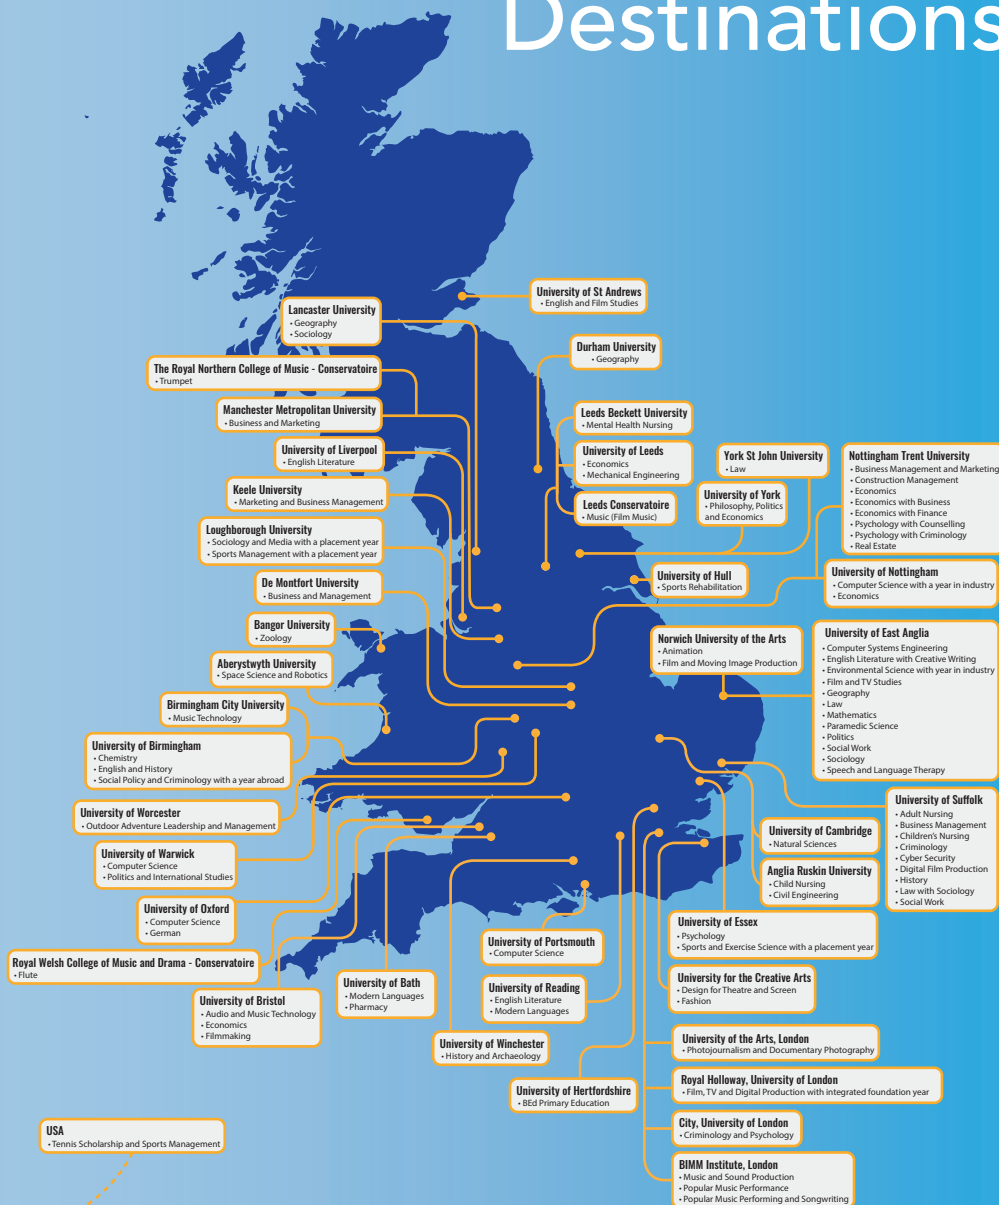 Destinations
University of St Andrews
• English and Film Studies
Lancaster University
• Geography
• Sociology
Durham University
• Geography
The Royal Northern College of Music - Conservatoire
• Trumpet
Manchester Metropolitan University
• Business and Marketing
Leeds Beckett University
• Mental Health Nursing
University of Liverpool
• English Literature
University of Leeds
• Economics
• Mechanical Engineering
York St John University
• Law
Nottingham Trent University
• Business Management and Marketing
• Construction Management
• Economics
• Economics with Business
• Economics with Finance
• Psychology with Counselling
• Psychology with Criminology
• Real Estate
Keele University
• Marketing and Business Management
Leeds Conservatoire
• Music (Film Music)
University of York
• Philosophy, Politics
and Economics
Loughborough University
• Sociology and Media with a placement year
• Sports Management with a placement year
De Montfort University
• Business and Management
University of Hull
• Sports Rehabilitation
University of Nottingham
• Computer Science with a year in industry
• Economics
Bangor University
• Zoology
Norwich University of the Arts
• Animation
• Film and Moving Image Production
University of East Anglia
• Computer Systems Engineering
• English Literature with Creative Writing
• Environmental Science with year in industry
• Film and TV Studies
• Geography
• Law
• Mathematics
• Paramedic Science
• Politics
• Social Work
• Sociology
• Speech and Language Therapy
Aberystwyth University
• Space Science and Robotics
Birmingham City University
• Music Technology
University of Birmingham
• Chemistry
• English and History
• Social Policy and Criminology with a year abroad
University of Worcester
• Outdoor Adventure Leadership and Management
University of Suffolk
• Adult Nursing
• Business Management
• Children's Nursing
• Criminology
• Cyber Security
• Digital Film Production
• History
• Law with Sociology
• Social Work
University of Cambridge
• Natural Sciences
University of Warwick
• Computer Science
• Politics and International Studies
Anglia Ruskin University
• Child Nursing
• Civil Engineering
University of Oxford
• Computer Science
• German
University of Essex
• Psychology
• Sports and Exercise Science with a placement year
University of Portsmouth
• Computer Science
Royal Welsh College of Music and Drama - Conservatoire
• Flute
University of Bath
• Modern Languages
• Pharmacy
University of Reading
• English Literature
• Modern Languages
University for the Creative Arts
• Design for Theatre and Screen
• Fashion
University of Bristol
• Audio and Music Technology
• Economics
• Filmmaking
University of Winchester
• History and Archaeology
University of the Arts, London
• Photojournalism and Documentary Photography
University of Hertfordshire
• BEd Primary Education
Royal Holloway, University of London
• Film, TV and Digital Production with integrated foundation year
City, University of London
• Criminology and Psychology
USA
• Tennis Scholarship and Sports Management
BIMM Institute, London
• Music and Sound Production
• Popular Music Performance
• Popular Music Performing and Songwriting